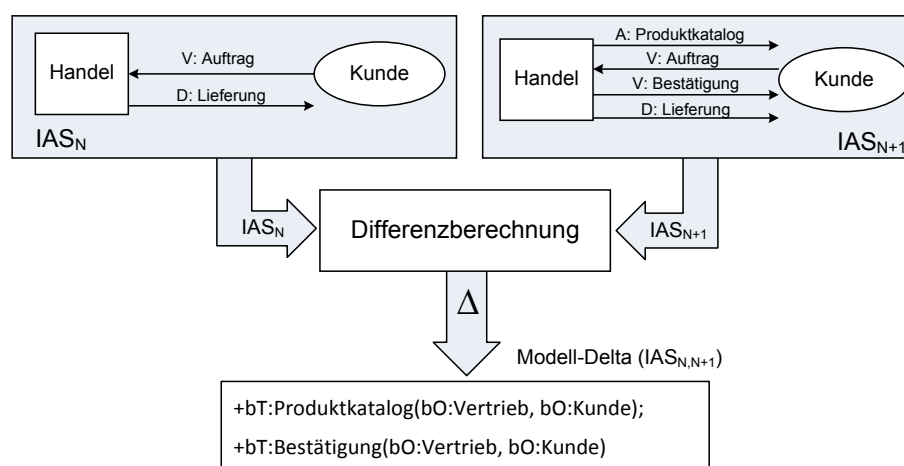 Handel
V: Auftrag
D: Lieferung
Kunde
IAS_N
Handel
A: Produktkatalog
V: Auftrag
V: Bestätigung
D: Lieferung
Kunde
IAS_N+1
IAS_N
Differenzberechnung
IAS_N+1
Δ
Modell-Delta (IAS_N,N+1)
+bT:Produktkatalog(bO:Vertrieb, bO:Kunde);
+bT:Bestätigung(bO:Vertrieb, bO:Kunde)